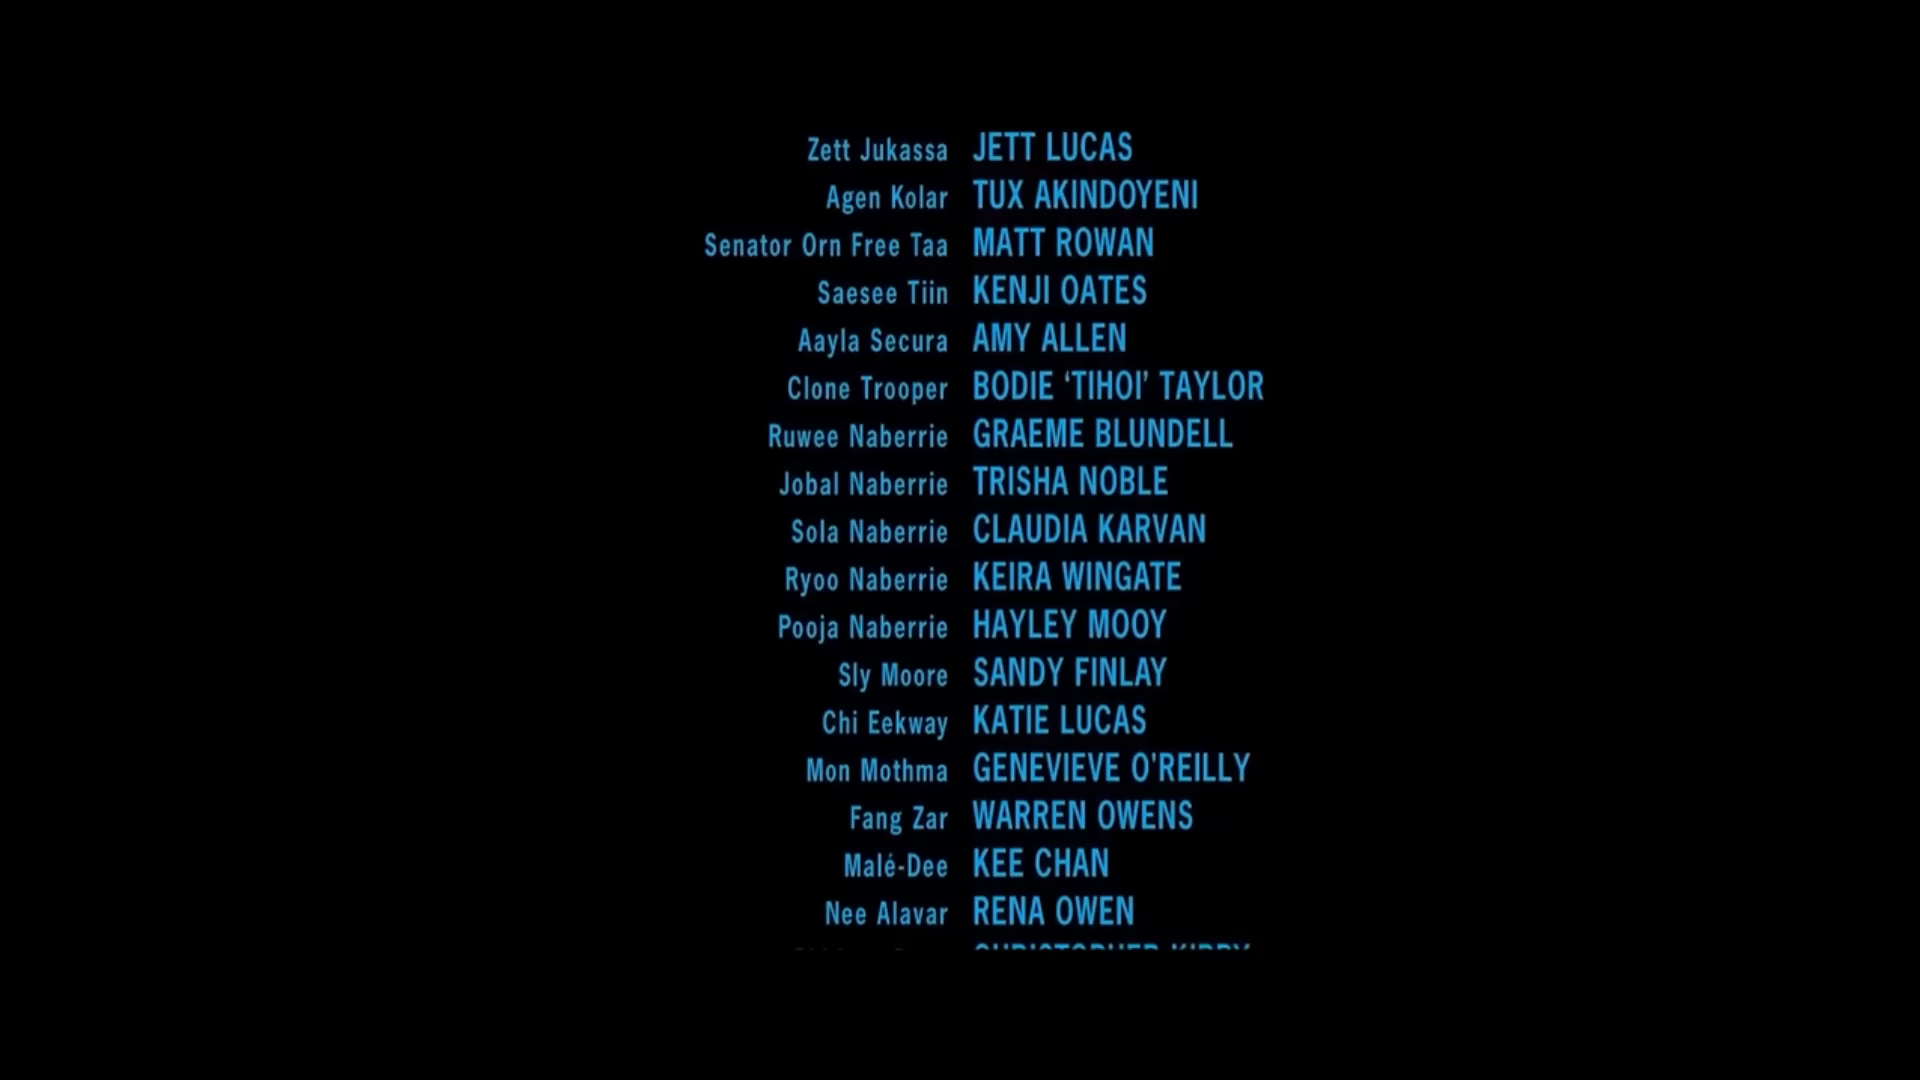 Zett Jukassa JETT LUCAS
Agen Kolar TUX AKINDOYENI
Senator Orn Free Taa MATT ROWAN
Saesee Tiin KENJI OATES
Aayla Secura AMY ALLEN
Clone Trooper BODIE ‘TIHOI’ TAYLOR
Ruwee Naberrie GRAEME BLUNDELL
Jobal Naberrie TRISHA NOBLE
Sola Naberrie CLAUDIA KARVAN
Ryoo Naberrie KEIRA WINGATE
Pooja Naberrie HAYLEY MOOY
Sly Moore SANDY FINLAY
Chi Eekway KATIE LUCAS
Mon Mothma GENEVIEVE O'REILLY
Fang Zar WARREN OWENS
Malé-Dee KEE CHAN
Nee Alavar RENA OWEN
CHRISTOPHER KIRBY